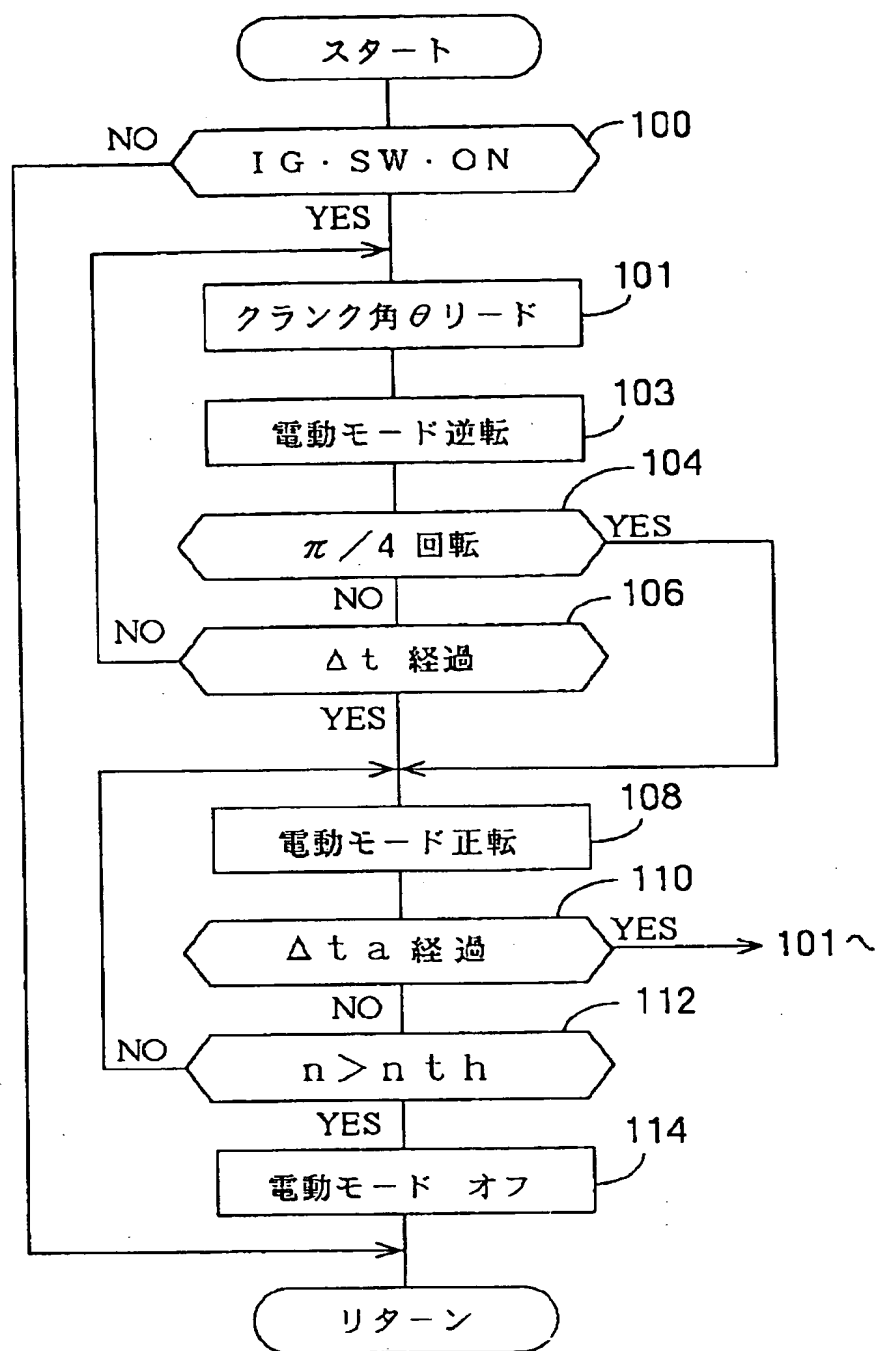 スタート
NO
100
IG・SW・ON
YES
101
クランク角θリード
103
電動モード逆転
104
π／4 回転
YES
NO
106
NO
Δt 経過
YES
108
電動モード正転
110
Δta 経過
YES
101へ
NO
112
NO
n＞nth
YES
114
電動モード オフ
リターン